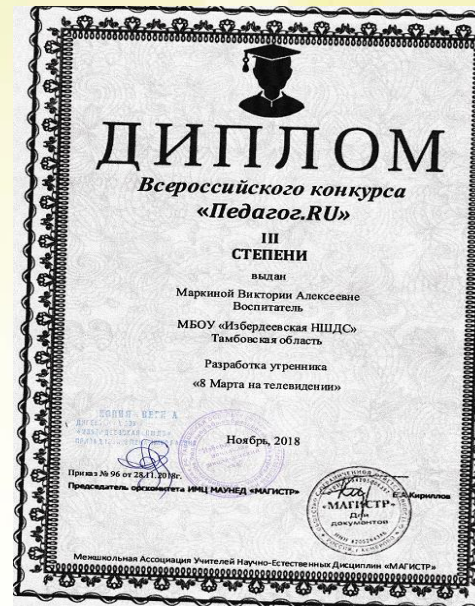 ДИПЛОМ
Всероссийского конкурса
«Педагог.RU»
III
СТЕПЕНИ
выдан
Маркиной Виктории Алексеевне
Воспитатель
МБОУ «Избердеевская НШДС»
Тамбовская область
Разработка утренника
«8 Марта на телевидении»
Ноябрь, 2018
Приказ № 96 от 28.11.2018г.
Председатель оргкомитета ИМЦ МАУНЕД «МАГИСТР»
Е.А.Кириллов
«МАГИСТР»
Для
документов
Межшкольная Ассоциация Учителей Научно-Естественных Дисциплин «МАГИСТР»